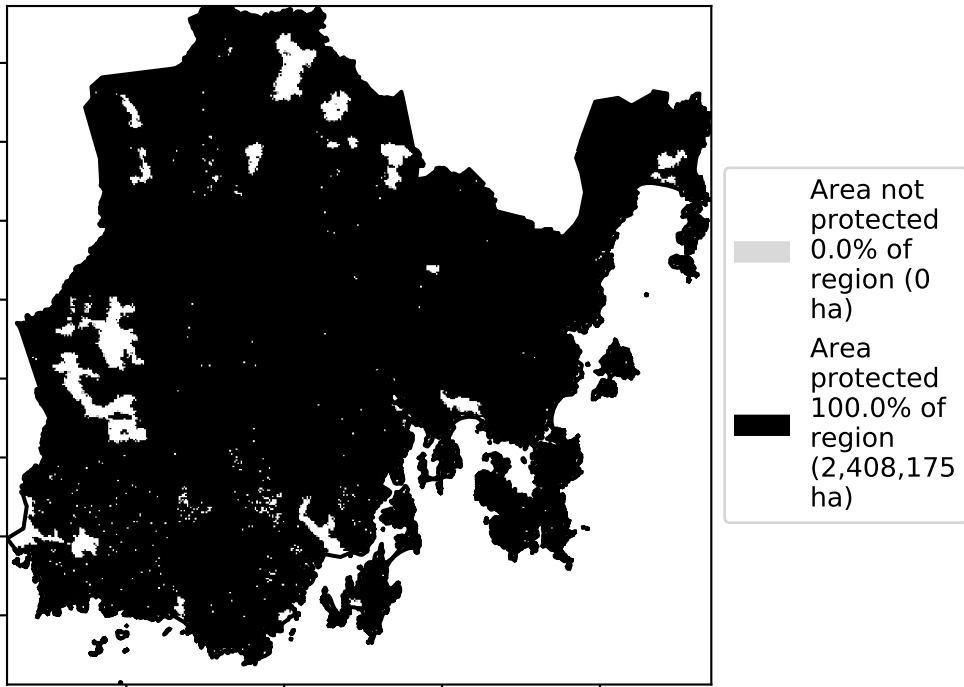 Area not
protected
0.0% of
region (0
ha)
Area
protected
100.0% of
region
(2,408,175
ha)